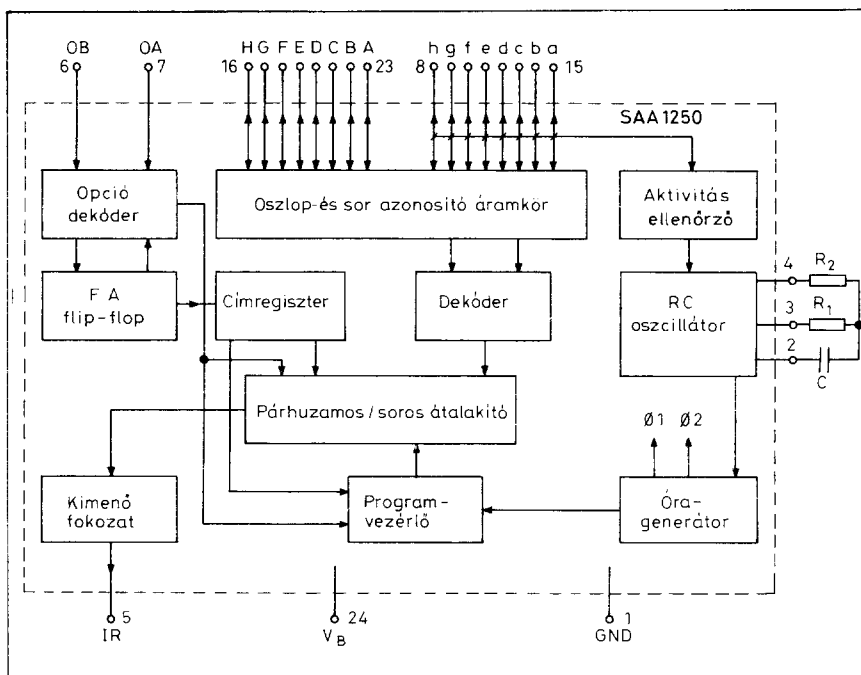 OB OA H G F E D C B A h g f e d c b a
6 7 16 23 8 15
SAA1250
Opció
dekóder
Oszlop-és sor azonosító áramkör
Aktivitás
ellenőrző
F A
flip-flop
Címregiszter
Dekóder
RC
oszcillátor
4 R2
3 R1
2 C
Párhuzamos/soros átalakító
Ø1 Ø2
Kimenő
fokozat
Program-
vezérlő
Óra-
generátor
5 24 1
IR VB GND